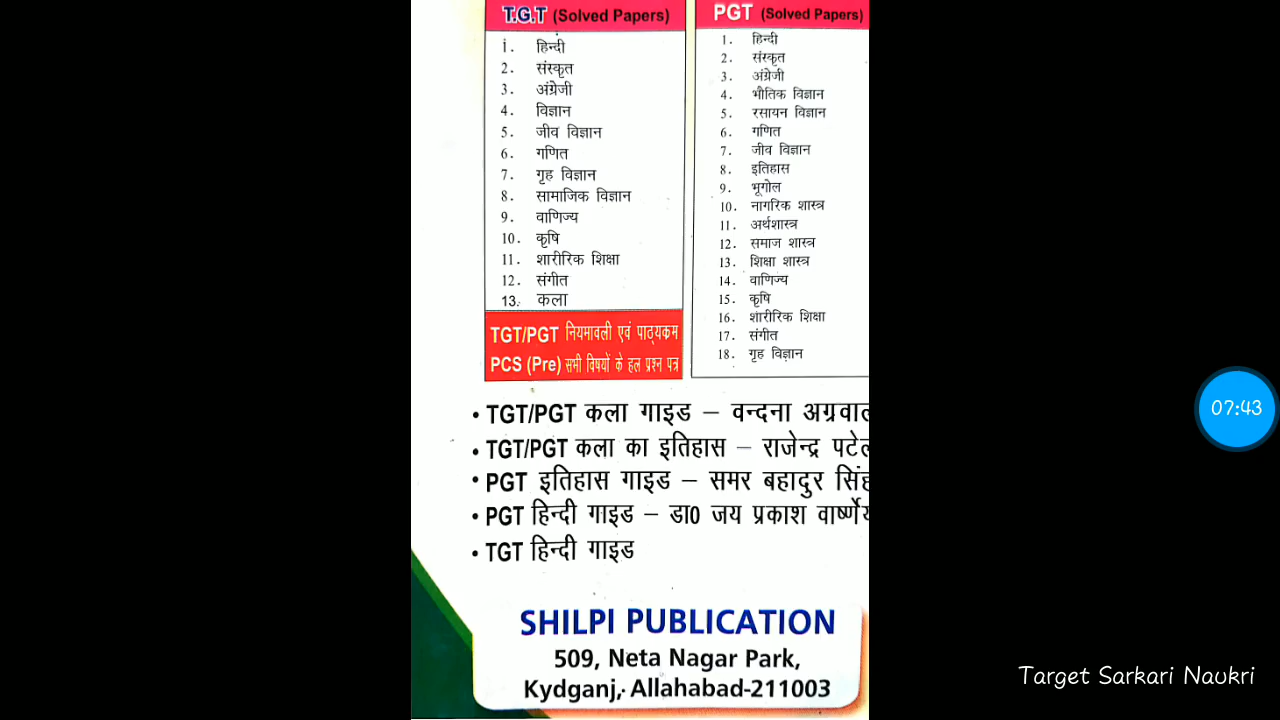 T.G.T (Solved Papers)
1. हिन्दी
2. संस्कृत
3. अंग्रेजी
4. विज्ञान
5. जीव विज्ञान
6. गणित
7. गृह विज्ञान
8. सामाजिक विज्ञान
9. वाणिज्य
10. कृषि
11. शारीरिक शिक्षा
12. संगीत
13. कला
TGT/PGT नियमावली एवं पाठ्यक्रम
PCS (Pre) सभी विषयों के हल प्रश्न पत्र
PGT (Solved Papers)
1. हिन्दी
2. संस्कृत
3. अंग्रेजी
4. भौतिक विज्ञान
5. रसायन विज्ञान
6. गणित
7. जीव विज्ञान
8. इतिहास
9. भूगोल
10. नागरिक शास्त्र
11. अर्थशास्त्र
12. समाज शास्त्र
13. शिक्षा शास्त्र
14. वाणिज्य
15. कृषि
16. शारीरिक शिक्षा
17. संगीत
18. गृह विज्ञान
• TGT/PGT कला गाइड – वन्दना अग्रवाल
• TGT/PGT कला का इतिहास – राजेन्द्र पटेल
• PGT इतिहास गाइड – समर बहादुर सिंह
• PGT हिन्दी गाइड – डा0 जय प्रकाश वार्ष्णेय
• TGT हिन्दी गाइड
SHILPI PUBLICATION
509, Neta Nagar Park,
Kydganj, Allahabad-211003
07:43
Target Sarkari Naukri